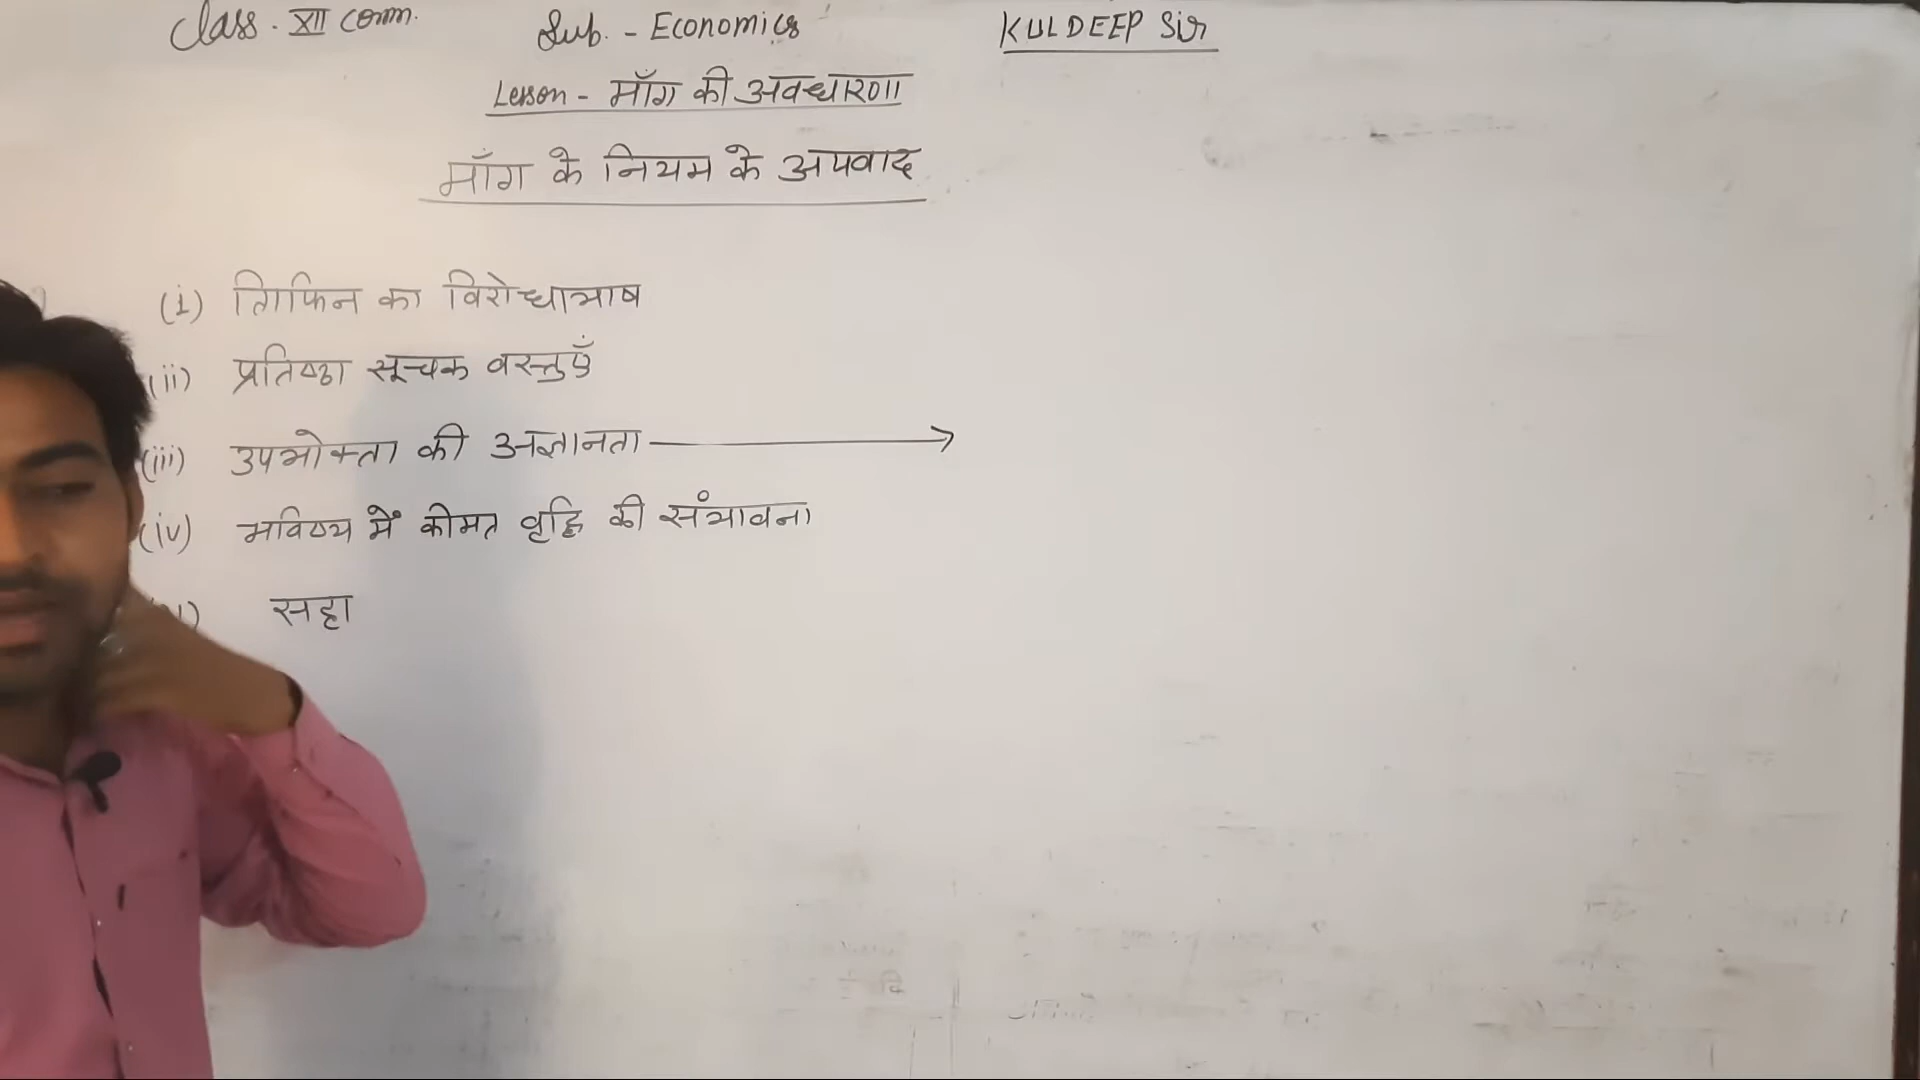 Class. XII comm. Sub. - Economics KULDEEP Sir
Lesson - माँग की अवधारणा
माँग के नियम के अपवाद
(i) गिफिन का विरोधाभाष
(ii) प्रतिष्ठा सूचक वस्तुएँ
(iii) उपभोक्ता की अज्ञानता →
(iv) भविष्य में कीमत वृद्धि की संभावना
सट्टा